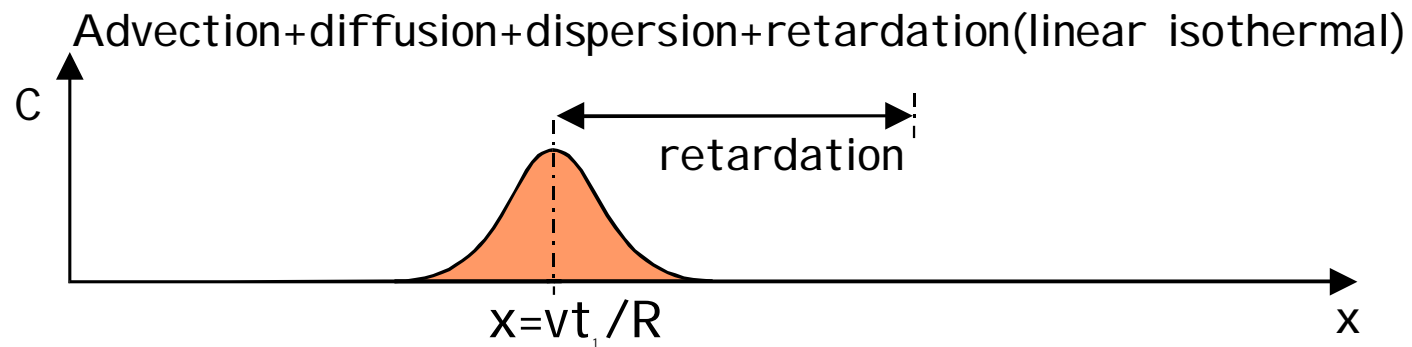 Advection+diffusion+dispersion+retardation(linear isothermal)
C
retardation
x=vt₁/R
x